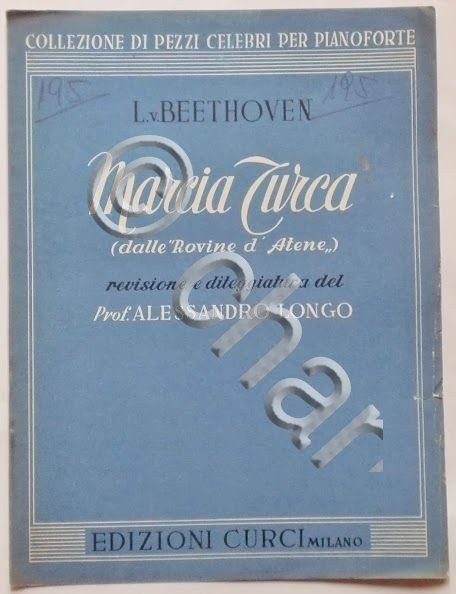 COLLEZIONE DI PEZZI CELEBRI PER PIANOFORTE
195 195
L.v.BEETHOVEN
Marcia Turca
(dalle "Rovine d'Atene„)
revisione e diteggiatura del
Prof. ALESSANDRO LONGO
EDIZIONI CURCI MILANO
© char